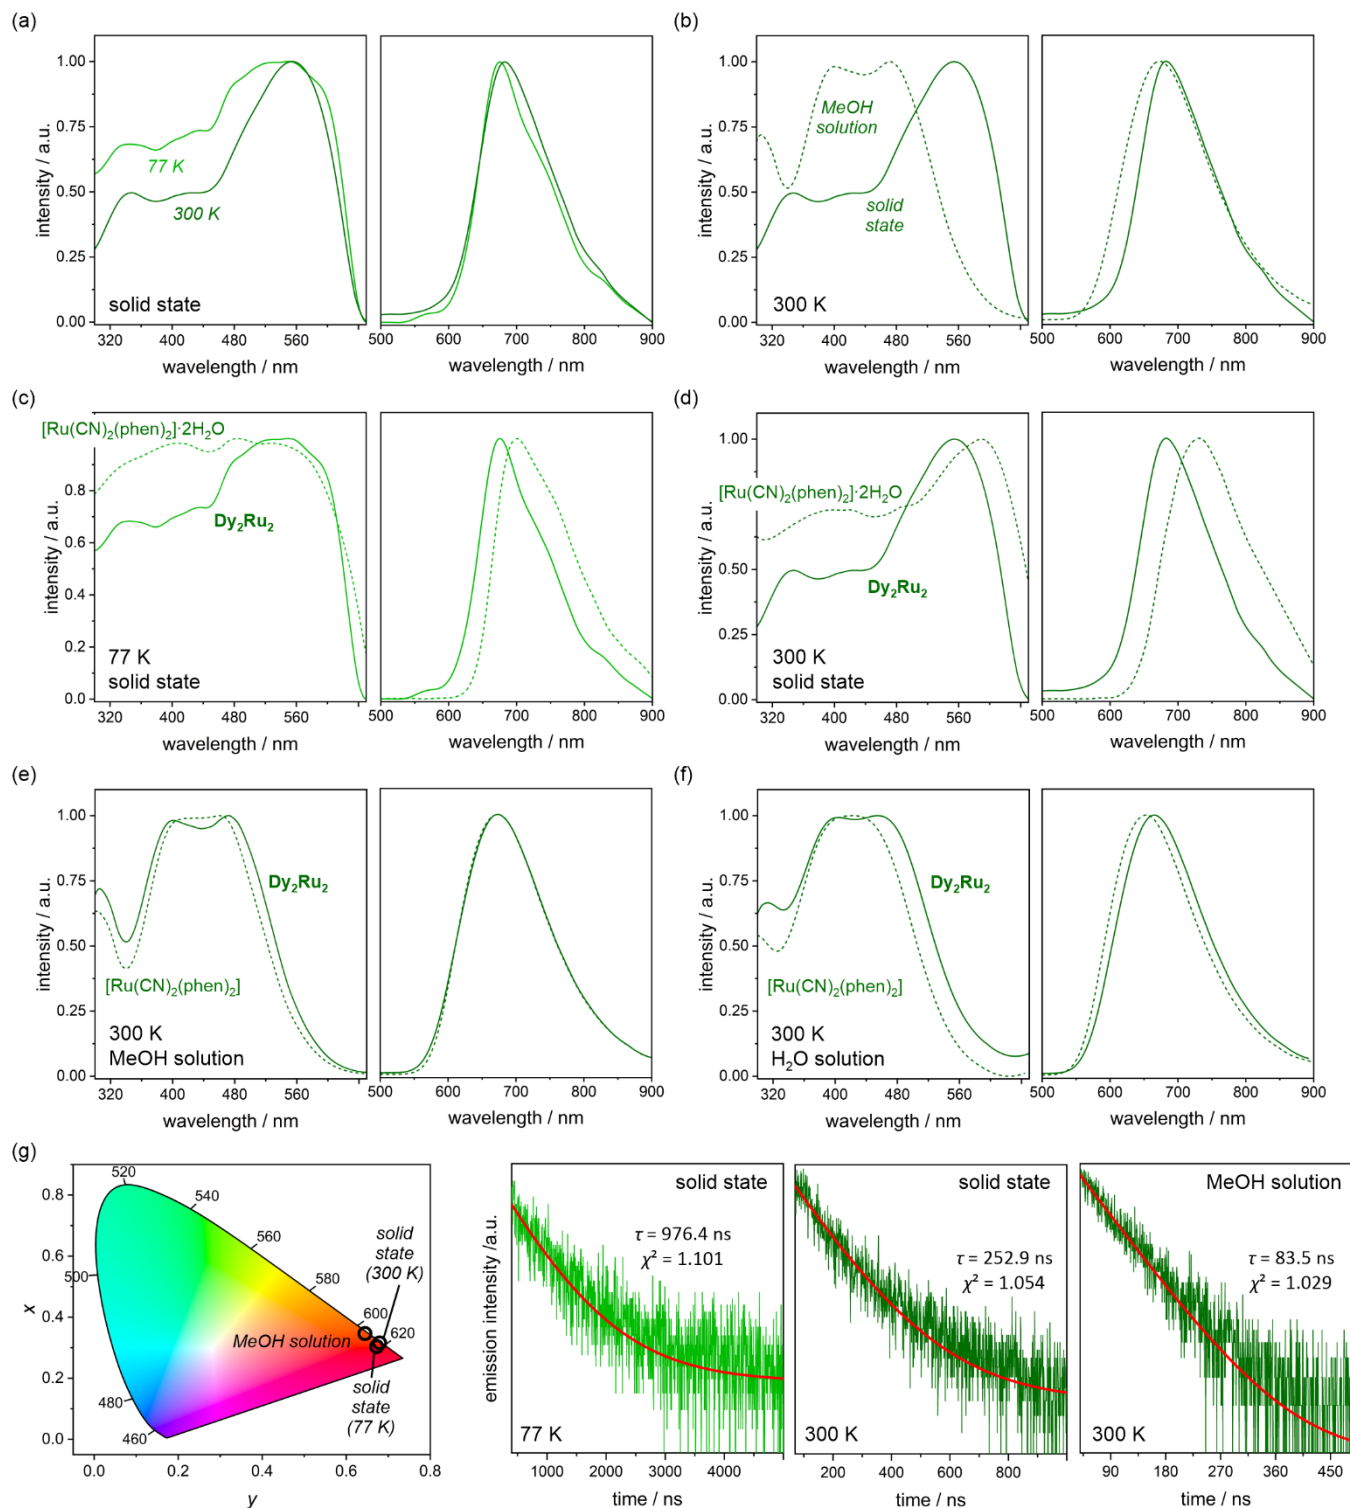 (a)
1.00
0.75
0.50
0.25
0.00
intensity / a.u.
77 K
300 K
solid state
320 400 480 560
500 600 700 800 900
wavelength / nm
wavelength / nm
(b)
1.00
0.75
0.50
0.25
0.00
intensity / a.u.
MeOH
solution
solid
state
300 K
320 400 480 560
500 600 700 800 900
wavelength / nm
wavelength / nm
(c)
[Ru(CN)₂(phen)₂]·2H₂O
1.0
0.8
0.6
0.4
0.2
0.0
intensity / a.u.
Dy₂Ru₂
77 K
solid state
320 400 480 560
500 600 700 800 900
wavelength / nm
wavelength / nm
(d)
1.00
0.75
0.50
0.25
0.00
intensity / a.u.
[Ru(CN)₂(phen)₂]·2H₂O
Dy₂Ru₂
300 K
solid state
320 400 480 560
500 600 700 800 900
wavelength / nm
wavelength / nm
(e)
1.00
0.75
0.50
0.25
0.00
intensity / a.u.
Dy₂Ru₂
[Ru(CN)₂(phen)₂]
300 K
MeOH solution
320 400 480 560
500 600 700 800 900
wavelength / nm
wavelength / nm
(f)
1.00
0.75
0.50
0.25
0.00
intensity / a.u.
Dy₂Ru₂
[Ru(CN)₂(phen)₂]
300 K
H₂O solution
320 400 480 560
500 600 700 800 900
wavelength / nm
wavelength / nm
(g)
0.8
0.6
0.4
0.2
0.0
x
520
540
560
580
600
620
500
480
460
solid
state
(300 K)
MeOH solution
solid
state
(77 K)
0.0 0.2 0.4 0.6 0.8
y
emission intensity /a.u.
solid state
τ = 976.4 ns
χ² = 1.101
77 K
1000 2000 3000 4000
time / ns
solid state
τ = 252.9 ns
χ² = 1.054
300 K
200 400 600 800
time / ns
MeOH solution
τ = 83.5 ns
χ² = 1.029
300 K
90 180 270 360 450
time / ns